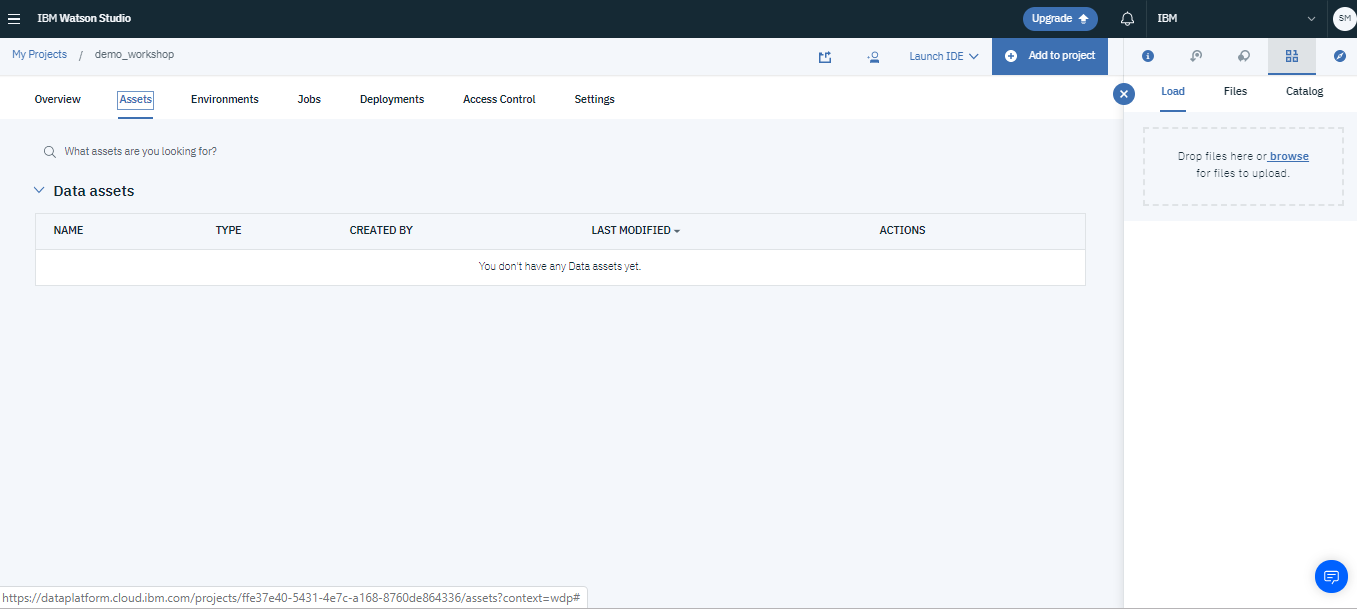 IBM Watson Studio
Upgrade
IBM
SM
My Projects / demo_workshop
Launch IDE
Add to project
Overview
Assets
Environments
Jobs
Deployments
Access Control
Settings
Load
Files
Catalog
What assets are you looking for?
Drop files here or browse
for files to upload.
Data assets
NAME TYPE CREATED BY LAST MODIFIED ACTIONS
You don't have any Data assets yet.
https://dataplatform.cloud.ibm.com/projects/ffe37e40-5431-4e7c-a168-8760de864336/assets?context=wdp#